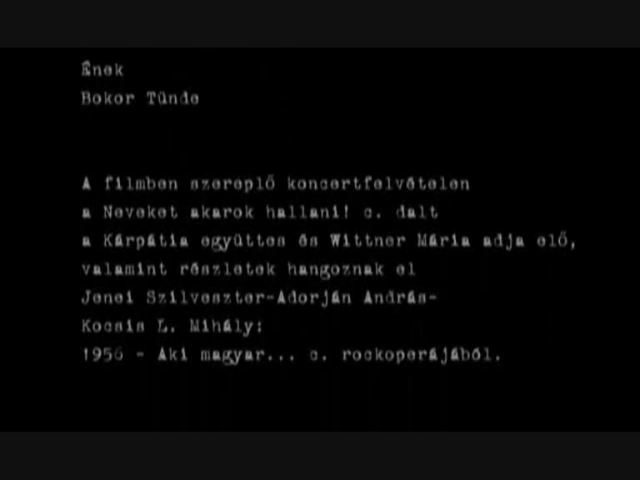 Ének
Bokor Tünde
A filmben szereplő koncertfelvételen
a Neveket akarok hallani! c. dalt
a Kárpátia együttes és Wittner Mária adja elő,
valamint részletek hangoznak el
Jenei Szilveszter-Adorján András-
Kocsis L. Mihály:
1956 - Aki magyar... c. rockoperájából.